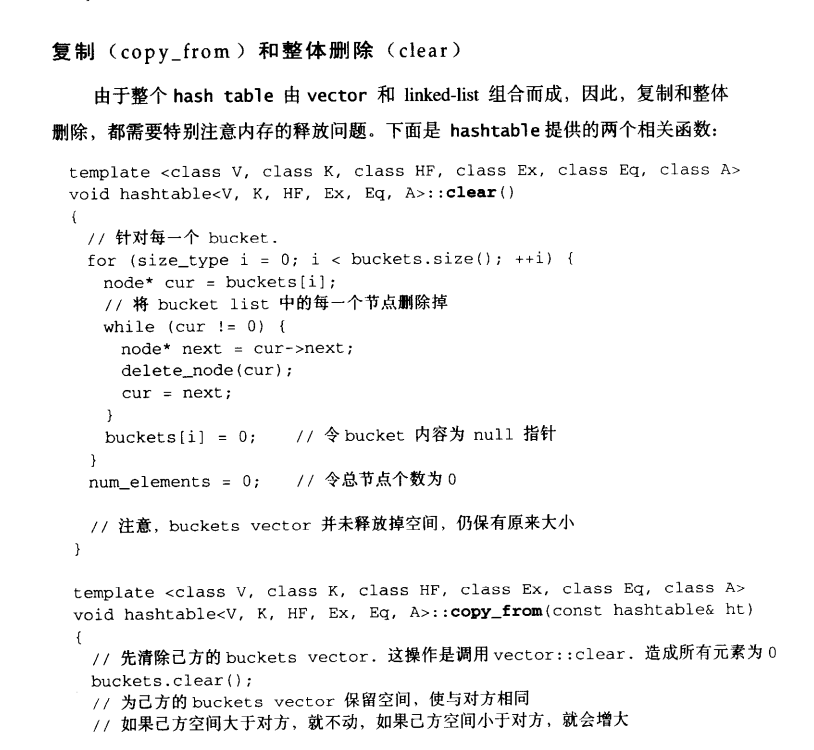 复制（copy_from）和整体删除（clear）
由于整个 hash table 由 vector 和 linked-list 组合而成，因此，复制和整体
删除，都需要特别注意内存的释放问题。下面是 hashtable 提供的两个相关函数：
template <class V, class K, class HF, class Ex, class Eq, class A>
void hashtable<V, K, HF, Ex, Eq, A>::clear()
{
// 针对每一个 bucket.
for (size_type i = 0; i < buckets.size(); ++i) {
node* cur = buckets[i];
// 将 bucket list 中的每一个节点删除掉
while (cur != 0) {
node* next = cur->next;
delete_node(cur);
cur = next;
}
buckets[i] = 0; // 令 bucket 内容为 null 指针
}
num_elements = 0; // 令总节点个数为 0
// 注意，buckets vector 并未释放掉空间，仍保有原来大小
}
template <class V, class K, class HF, class Ex, class Eq, class A>
void hashtable<V, K, HF, Ex, Eq, A>::copy_from(const hashtable& ht)
{
// 先清除己方的 buckets vector. 这操作是调用 vector::clear. 造成所有元素为 0
buckets.clear();
// 为己方的 buckets vector 保留空间，使与对方相同
// 如果己方空间大于对方，就不动，如果己方空间小于对方，就会增大